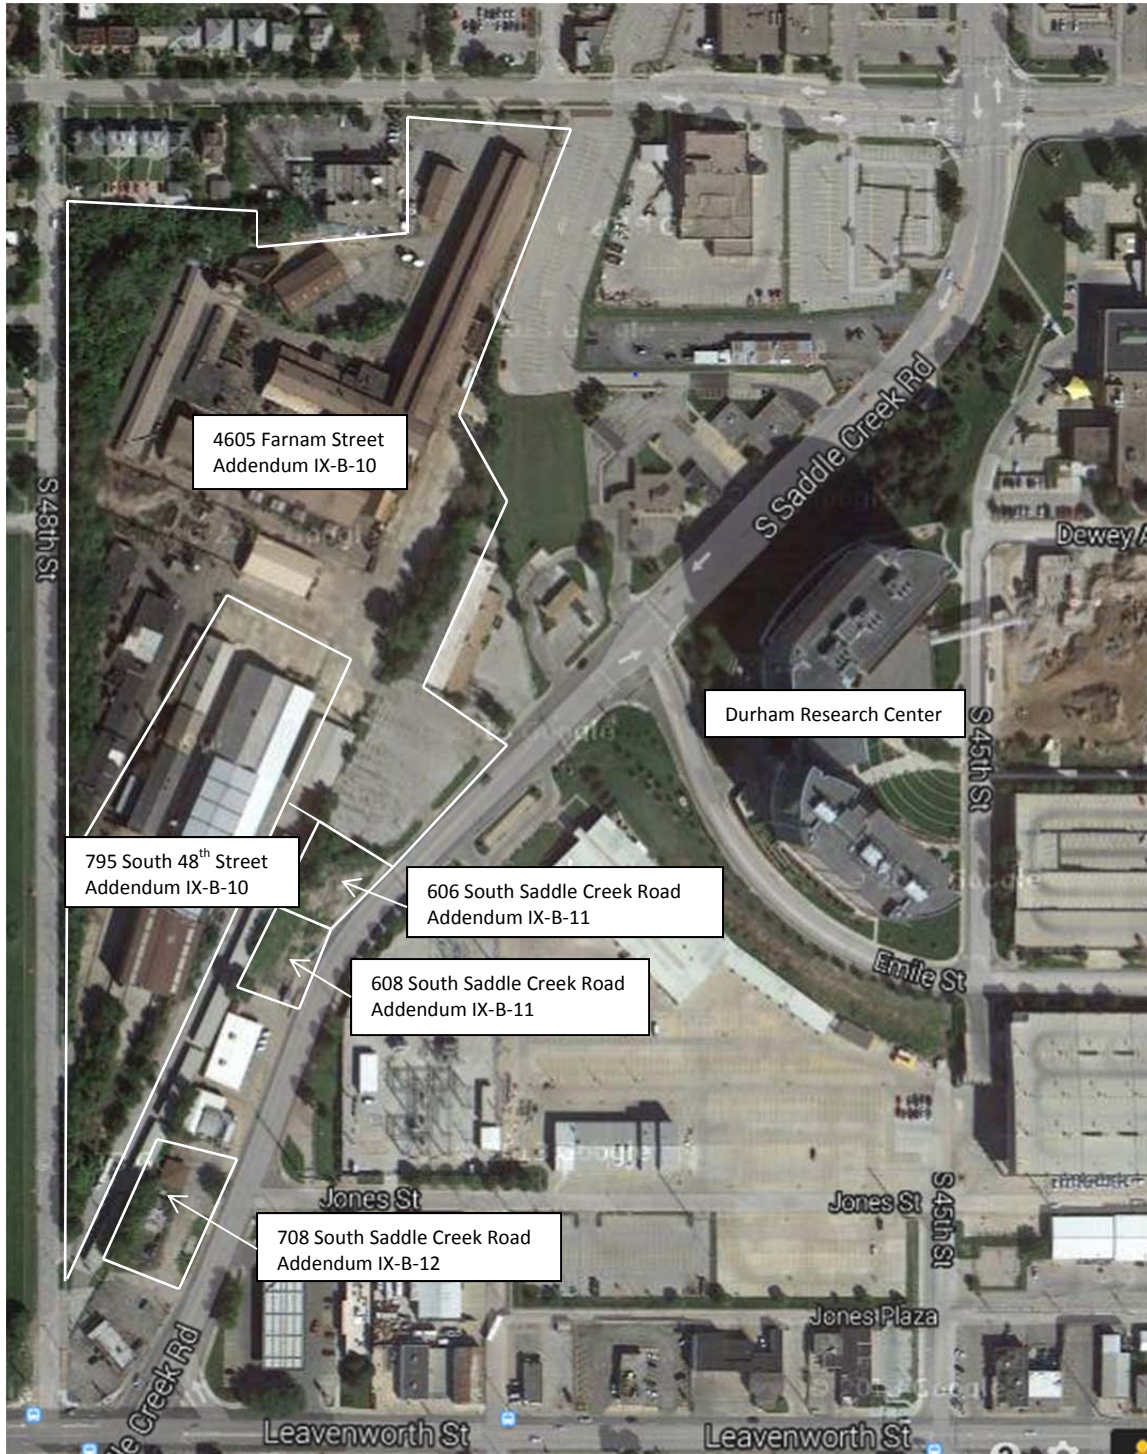 4605 Farnam Street
Addendum IX-B-10
S Saddle Creek Rd
S 48th St
Dewey A
Durham Research Center
S 45th St
795 South 48th Street
Addendum IX-B-10
606 South Saddle Creek Road
Addendum IX-B-11
Emile St
608 South Saddle Creek Road
Addendum IX-B-11
Jones St
Jones St
S 45th St
708 South Saddle Creek Road
Addendum IX-B-12
Jones Plaza
le Creek Rd
Leavenworth St
Leavenworth St